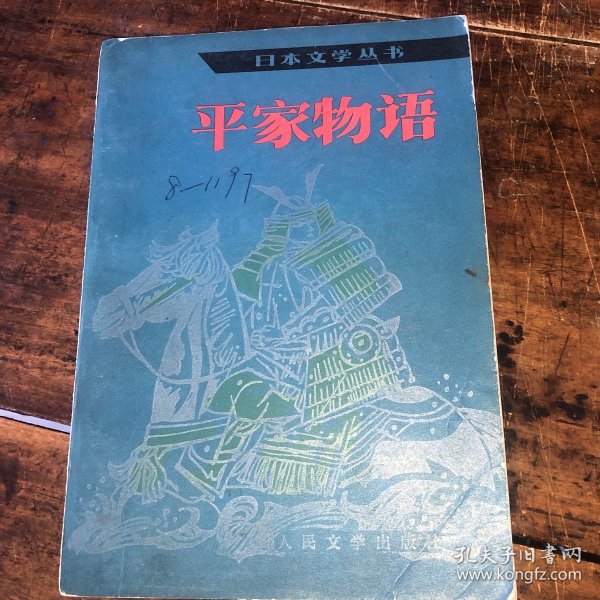 日本文学丛书
平家物语
8-1197
人民文学出版社
孔夫子旧书网
www.kongfz.com